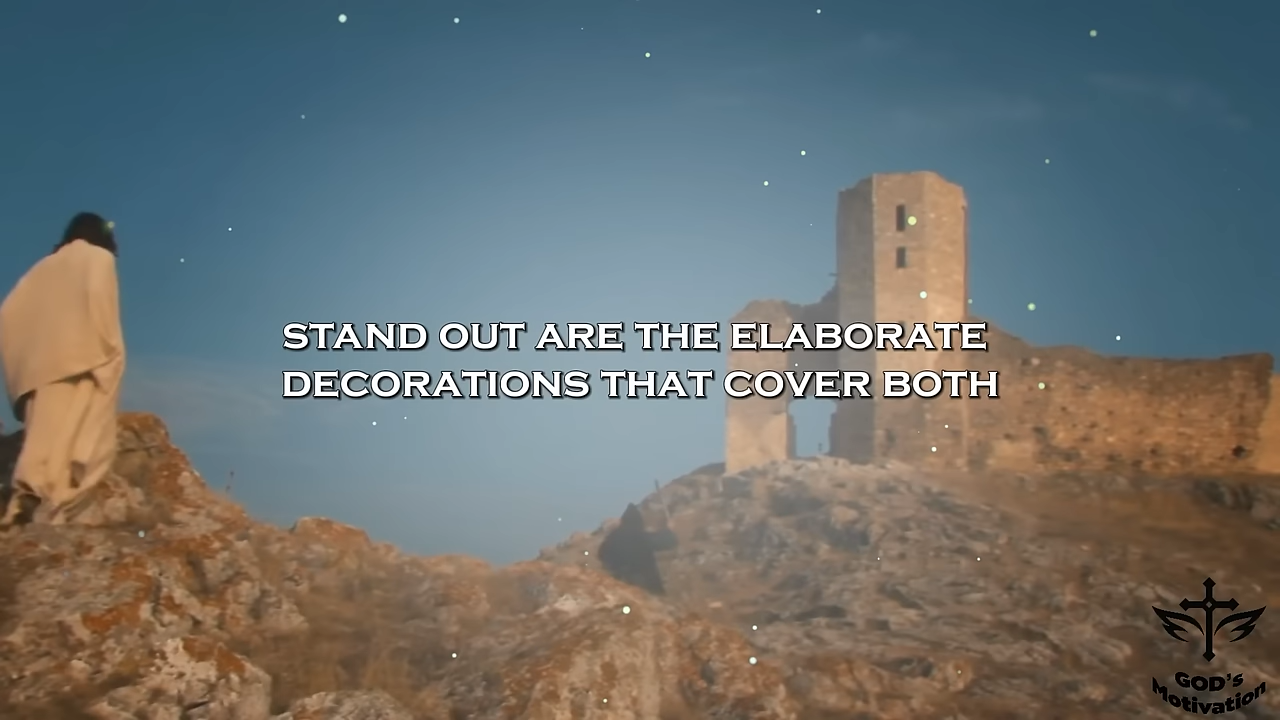 STAND OUT ARE THE ELABORATE
DECORATIONS THAT COVER BOTH
GOD'S
Motivation